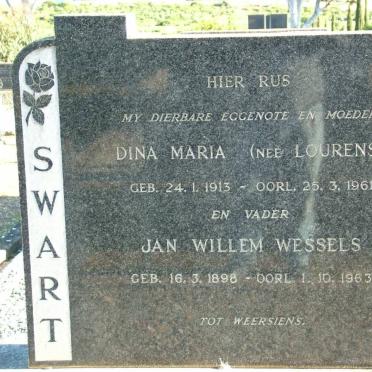 SWART
HIER RUS
MY DIERBARE EGGENOTE EN MOEDER
DINA MARIA (NEÉ LOURENS)
GEB. 24. 1. 1913 - OORL. 25. 3. 1961
EN VADER
JAN WILLEM WESSELS
GEB. 16. 3. 1898 - OORL. 1. 10. 1963
TOT WEERSIENS.